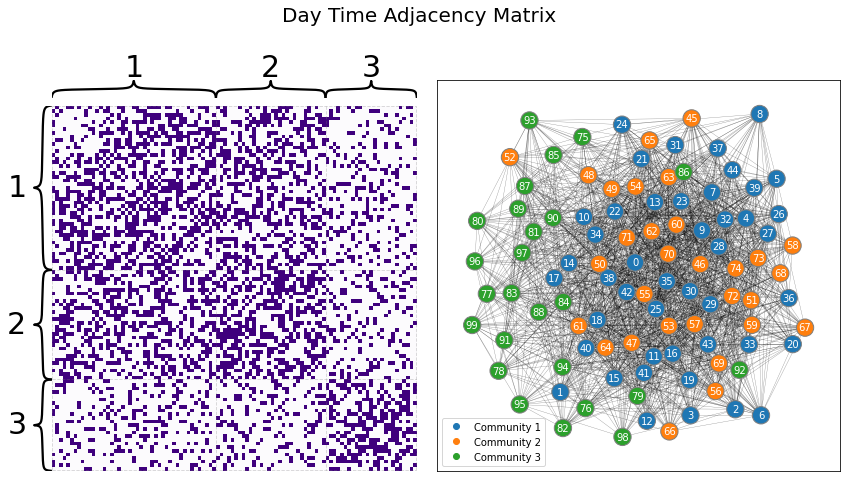 Day Time Adjacency Matrix
1 2 3
1
2
3
93 24 45 8
75 65 31 37
52 85 21 44
48 63 86 5
87 49 54 7 39
89 90 10 22 13 23 32 4 26
80 81 34 71 62 60 9 27
97 28 58
96 14 50 0 70 46 74 73 68
17 38 35
77 83 84 42 55 30 72 51 36
88 25 29
99 61 18 53 57 59 67
91 40 64 47 43 33 20
11 16
78 94 41 69 92
15 19
1 79 56
95 76 3 2 6
82 98 12 66
Community 1
Community 2
Community 3